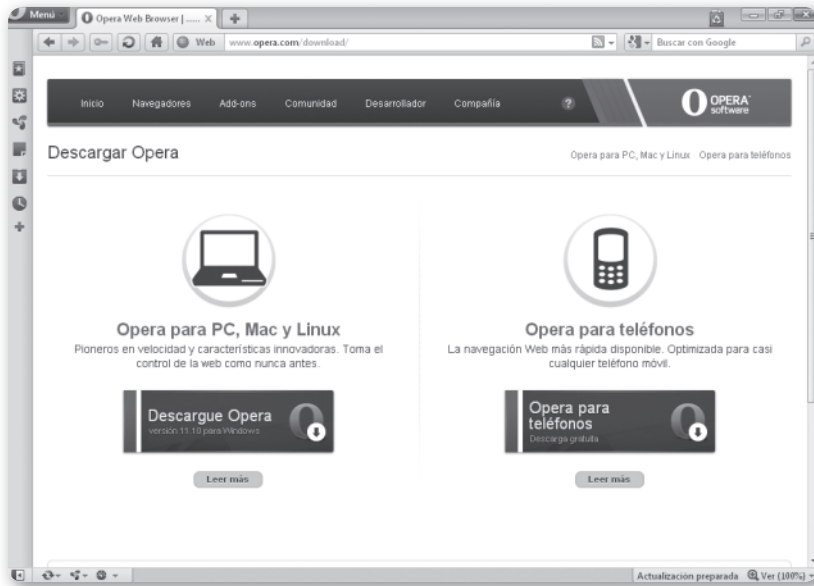 Menú
Opera Web Browser | ......
Web
www.opera.com/download/
Buscar con Google
Inicio
Navegadores
Add-ons
Comunidad
Desarrollador
Compañía
?
OPERA
software
Descargar Opera
Opera para PC, Mac y Linux
Opera para teléfonos
Opera para PC, Mac y Linux
Pioneros en velocidad y características innovadoras. Toma el
control de la web como nunca antes.
Descargue Opera
versión 11.10 para Windows
Leer más
Opera para teléfonos
La navegación Web más rápida disponible. Optimizada para casi
cualquier teléfono móvil.
Opera para
teléfonos
Descarga gratuita
Leer más
Actualización preparada
Ver (100%)